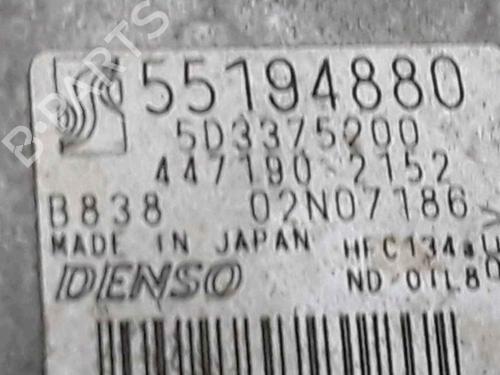 B-PARTS
55194880
5D3375200
447190 2152
B838 02N07186
MADE IN JAPAN HFC134a
DENSO ND-OIL8